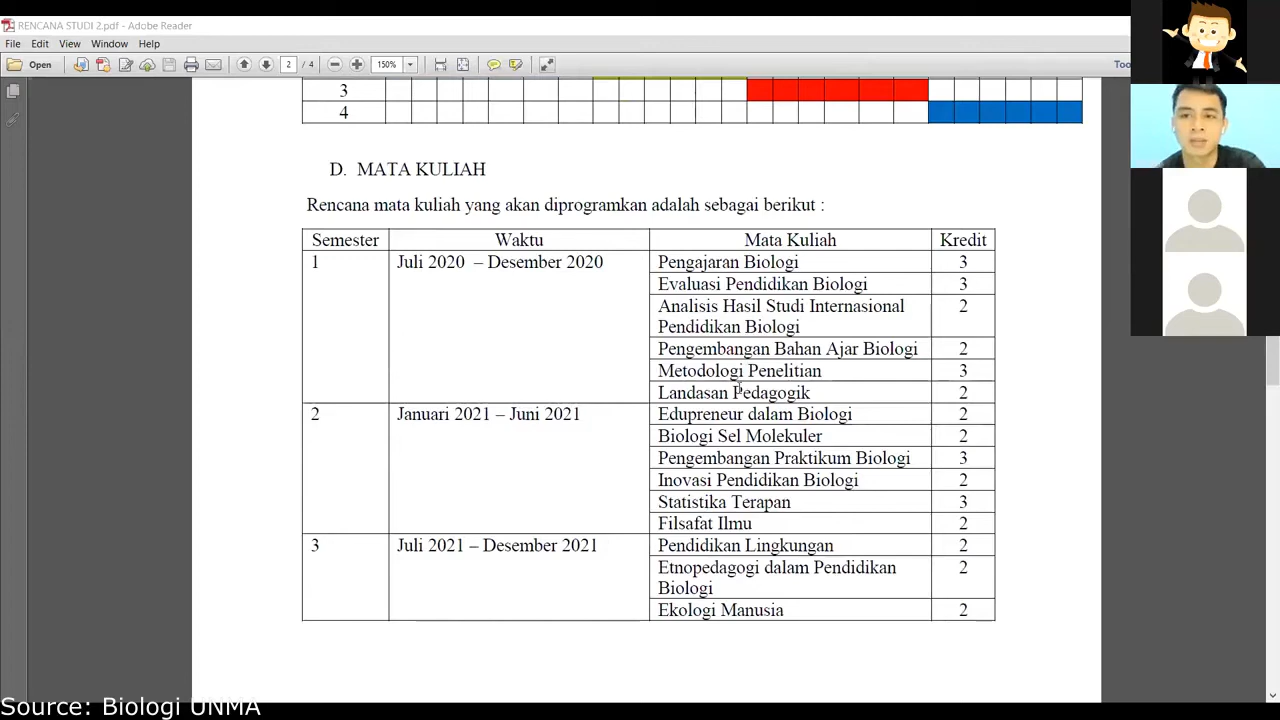 RENCANA STUDI 2.pdf - Adobe Reader
File Edit View Window Help
Open 2 / 4 150% Too
3
4
D. MATA KULIAH
Rencana mata kuliah yang akan diprogramkan adalah sebagai berikut :
Semester Waktu Mata Kuliah Kredit
1 Juli 2020 – Desember 2020 Pengajaran Biologi 3
Evaluasi Pendidikan Biologi 3
Analisis Hasil Studi Internasional 2
Pendidikan Biologi
Pengembangan Bahan Ajar Biologi 2
Metodologi Penelitian 3
Landasan Pedagogik 2
2 Januari 2021 – Juni 2021 Edupreneur dalam Biologi 2
Biologi Sel Molekuler 2
Pengembangan Praktikum Biologi 3
Inovasi Pendidikan Biologi 2
Statistika Terapan 3
Filsafat Ilmu 2
3 Juli 2021 – Desember 2021 Pendidikan Lingkungan 2
Etnopedagogi dalam Pendidikan 2
Biologi
Ekologi Manusia 2
Source: Biologi UNMA